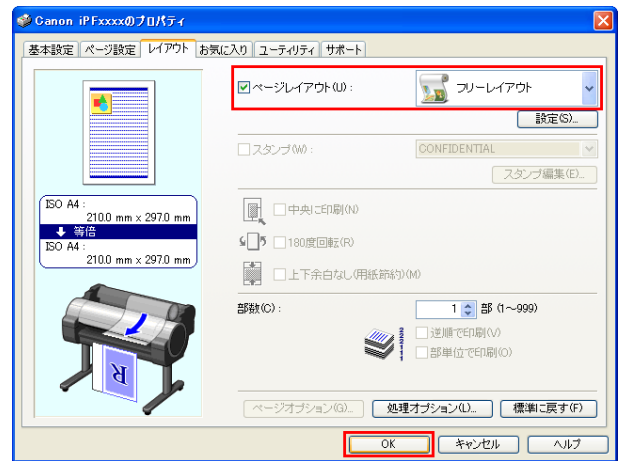 Canon iPFxxxxのプロパティ
基本設定 ページ設定 レイアウト お気に入り ユーティリティ サポート
ページレイアウト(U) : フリーレイアウト
設定(S)...
スタンプ(W) : CONFIDENTIAL
スタンプ編集(E)...
ISO A4 :
210.0 mm x 297.0 mm
等倍
ISO A4 :
210.0 mm x 297.0 mm
中央に印刷(N)
180度回転(R)
上下余白なし(用紙節約)(M)
部数(C) : 1 部 (1～999)
逆順で印刷(V)
部単位で印刷(O)
ページオプション(G)... 処理オプション(L)... 標準に戻す(F)
OK キャンセル ヘルプ